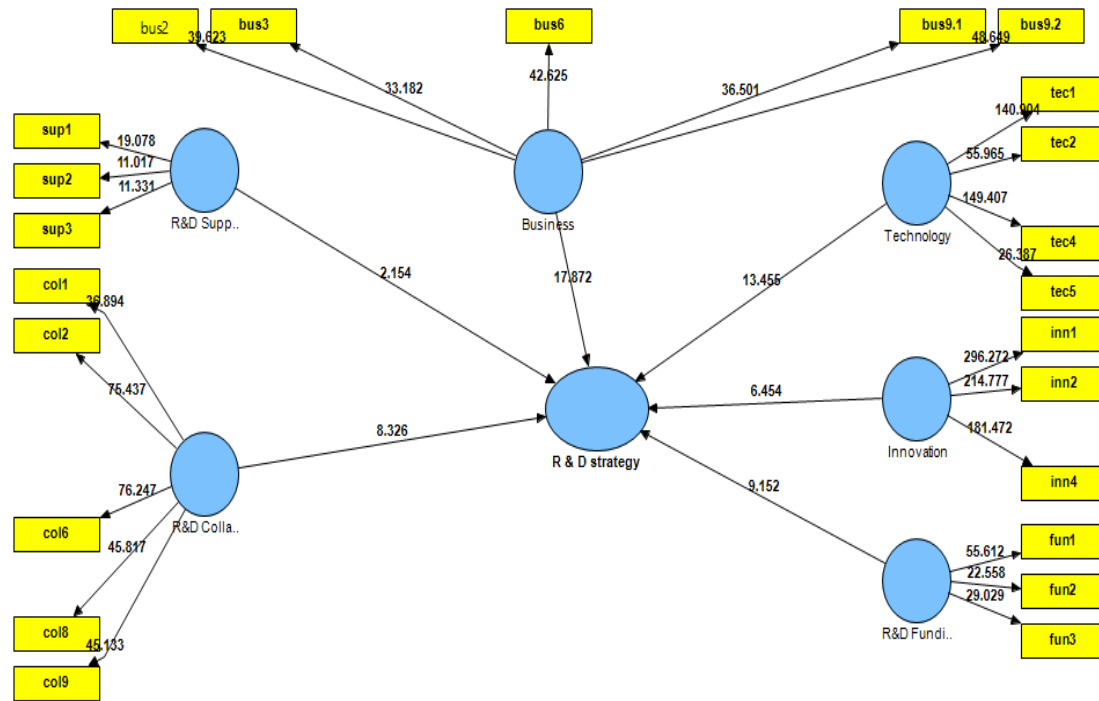 bus2
bus3
bus6
bus9.1
bus9.2
39.623
48.649
33.182
42.625
36.501
tec1
140.904
sup1
19.078
tec2
55.965
sup2
11.017
11.331
sup3
R&D Supp..
Business
Technology
149.407
tec4
26.387
tec5
col1
36.894
2.154
17.872
13.455
col2
inn1
296.272
inn2
214.777
75.437
6.454
181.472
8.326
R & D strategy
Innovation
inn4
76.247
col6
R&D Colla..
9.152
45.817
55.612
fun1
22.558
fun2
29.029
fun3
R&D Fundi..
col8
45.133
col9